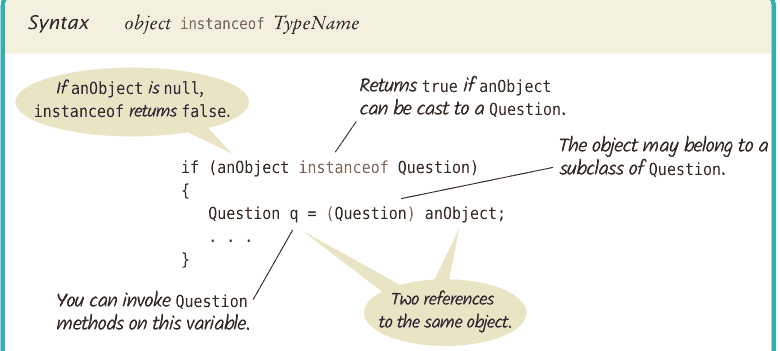 Syntax object instanceof TypeName
If anObject is null,
instanceof returns false.
Returns true if anObject
can be cast to a Question.
The object may belong to a
subclass of Question.
if (anObject instanceof Question)
{
Question q = (Question) anObject;
. . .
}
You can invoke Question
methods on this variable.
Two references
to the same object.